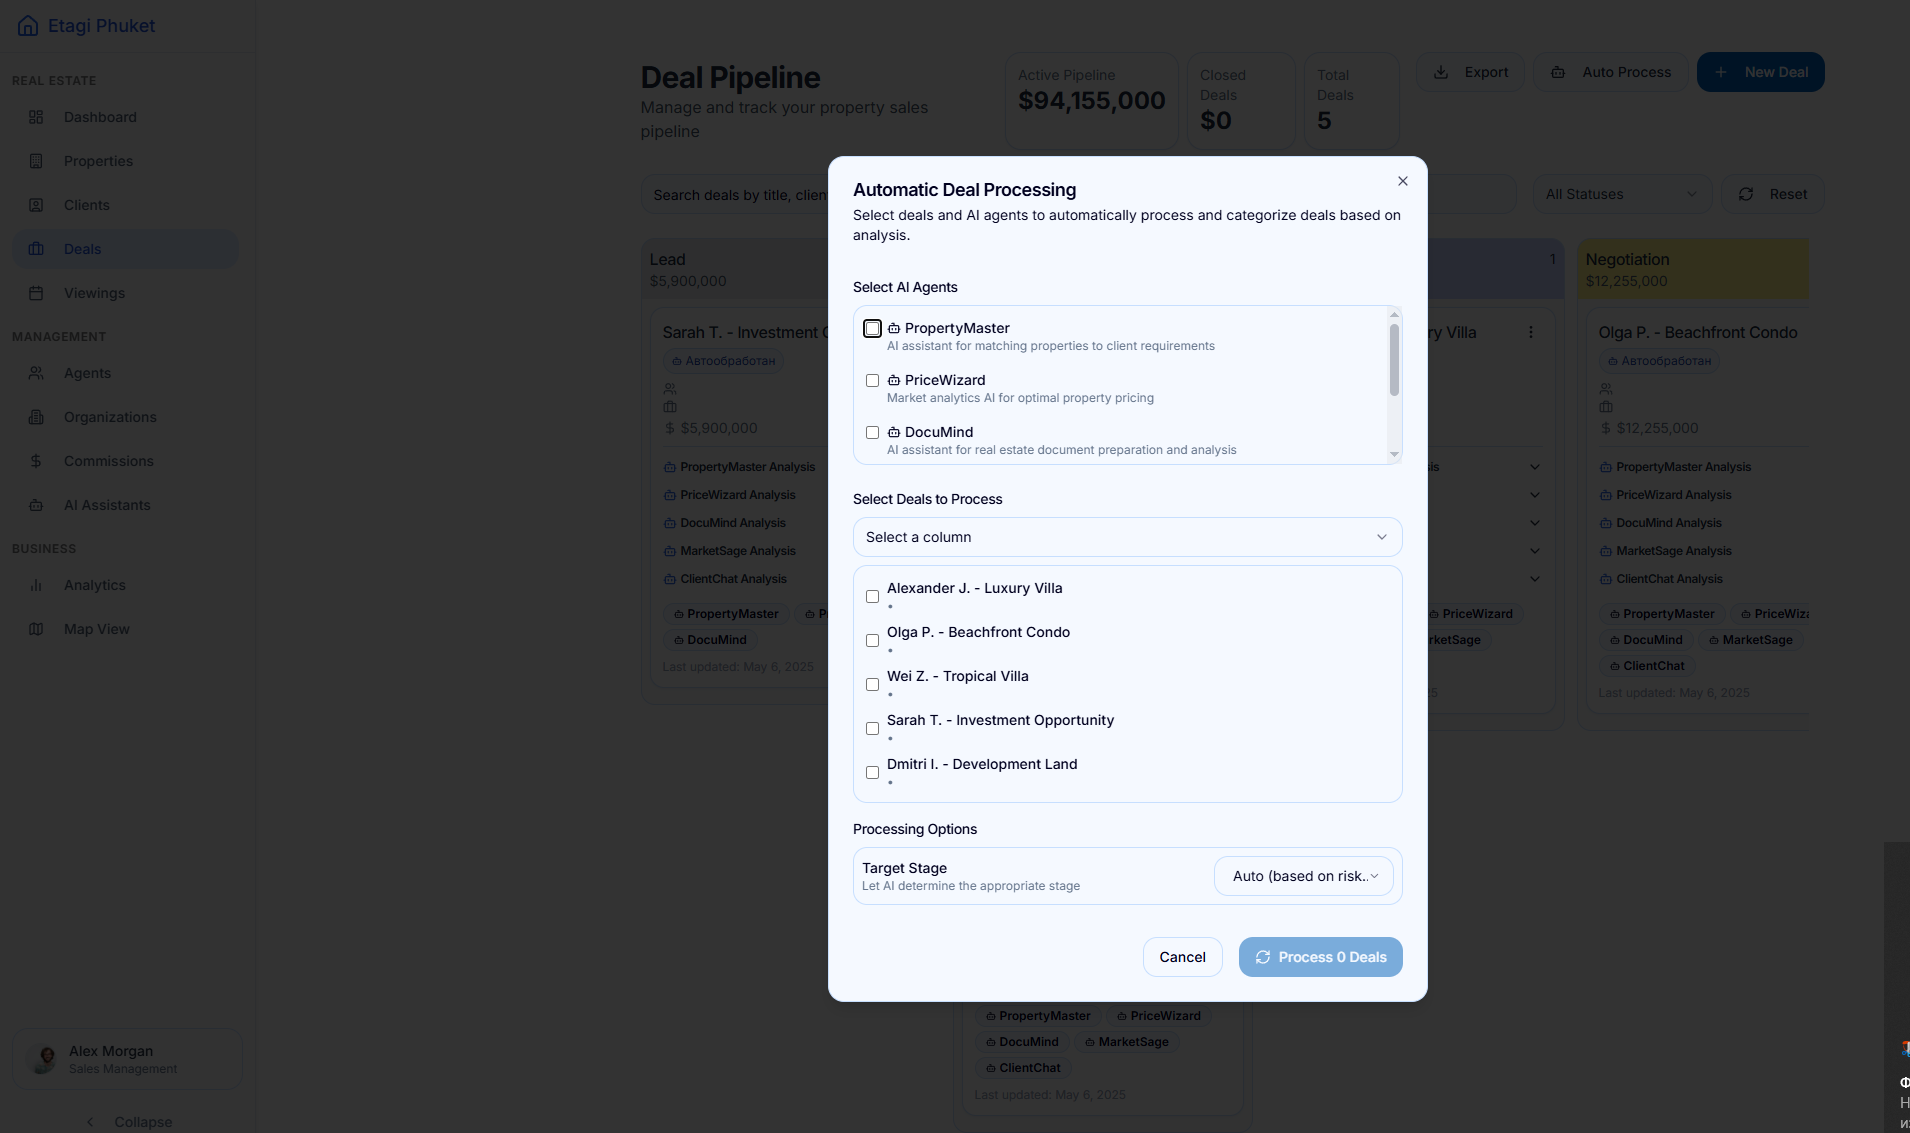 Etagi Phuket
REAL ESTATE
Dashboard
Properties
Clients
Deals
Viewings
MANAGEMENT
Agents
Organizations
Commissions
AI Assistants
BUSINESS
Analytics
Map View
Alex Morgan
Sales Management
Collapse
Deal Pipeline
Manage and track your property sales
pipeline
Active Pipeline
$94,155,000
Closed
Deals
$0
Total
Deals
5
Export
Auto Process
New Deal
Search deals by title, clien
All Statuses
Reset
Lead
$5,900,000
Sarah T. - Investment
Автообработан
$5,900,000
PropertyMaster Analysis
PriceWizard Analysis
DocuMind Analysis
MarketSage Analysis
ClientChat Analysis
PropertyMaster
DocuMind
Last updated: May 6, 2025
Automatic Deal Processing
Select deals and AI agents to automatically process and categorize deals based on
analysis.
Select AI Agents
PropertyMaster
AI assistant for matching properties to client requirements
PriceWizard
Market analytics AI for optimal property pricing
DocuMind
AI assistant for real estate document preparation and analysis
Select Deals to Process
Select a column
Alexander J. - Luxury Villa
•
Olga P. - Beachfront Condo
•
Wei Z. - Tropical Villa
•
Sarah T. - Investment Opportunity
•
Dmitri I. - Development Land
•
Processing Options
Target Stage
Let AI determine the appropriate stage
Auto (based on risk..
Cancel
Process 0 Deals
PropertyMaster PriceWizard
DocuMind MarketSage
ClientChat
Last updated: May 6, 2025
1
ry Villa
sis
PriceWizard
rketSage
Negotiation
$12,255,000
Olga P. - Beachfront Condo
Автообработан
$12,255,000
PropertyMaster Analysis
PriceWizard Analysis
DocuMind Analysis
MarketSage Analysis
ClientChat Analysis
PropertyMaster PriceWiza
DocuMind MarketSage
ClientChat
Last updated: May 6, 2025